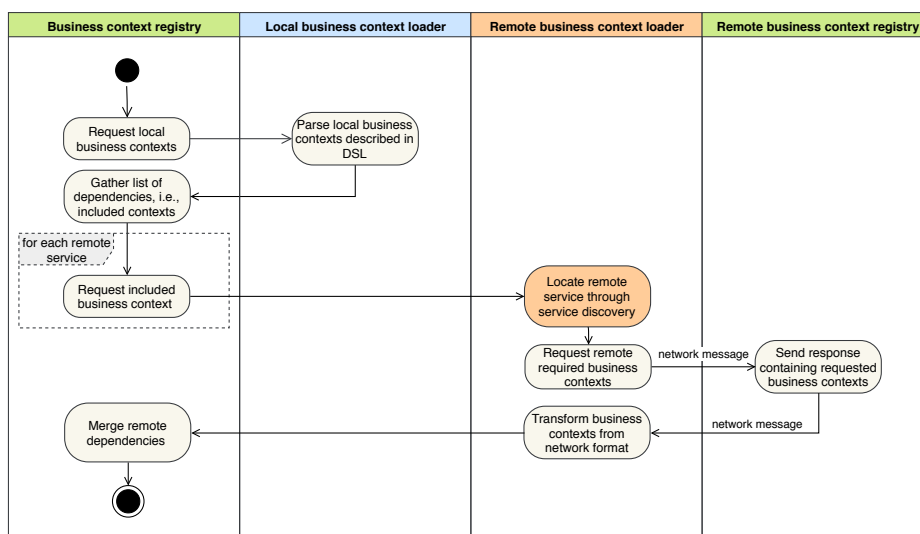 Business context registry
Local business context loader
Remote business context loader
Remote business context registry
Request local
business contexts
Parse local business
contexts described in
DSL
Gather list of
dependencies, i.e.,
included contexts
for each remote
service
Request included
business context
Locate remote
service through
service discovery
Request remote
required business
contexts
network message
Send response
containing requested
business contexts
Merge remote
dependencies
Transform business
contexts from
network format
network message